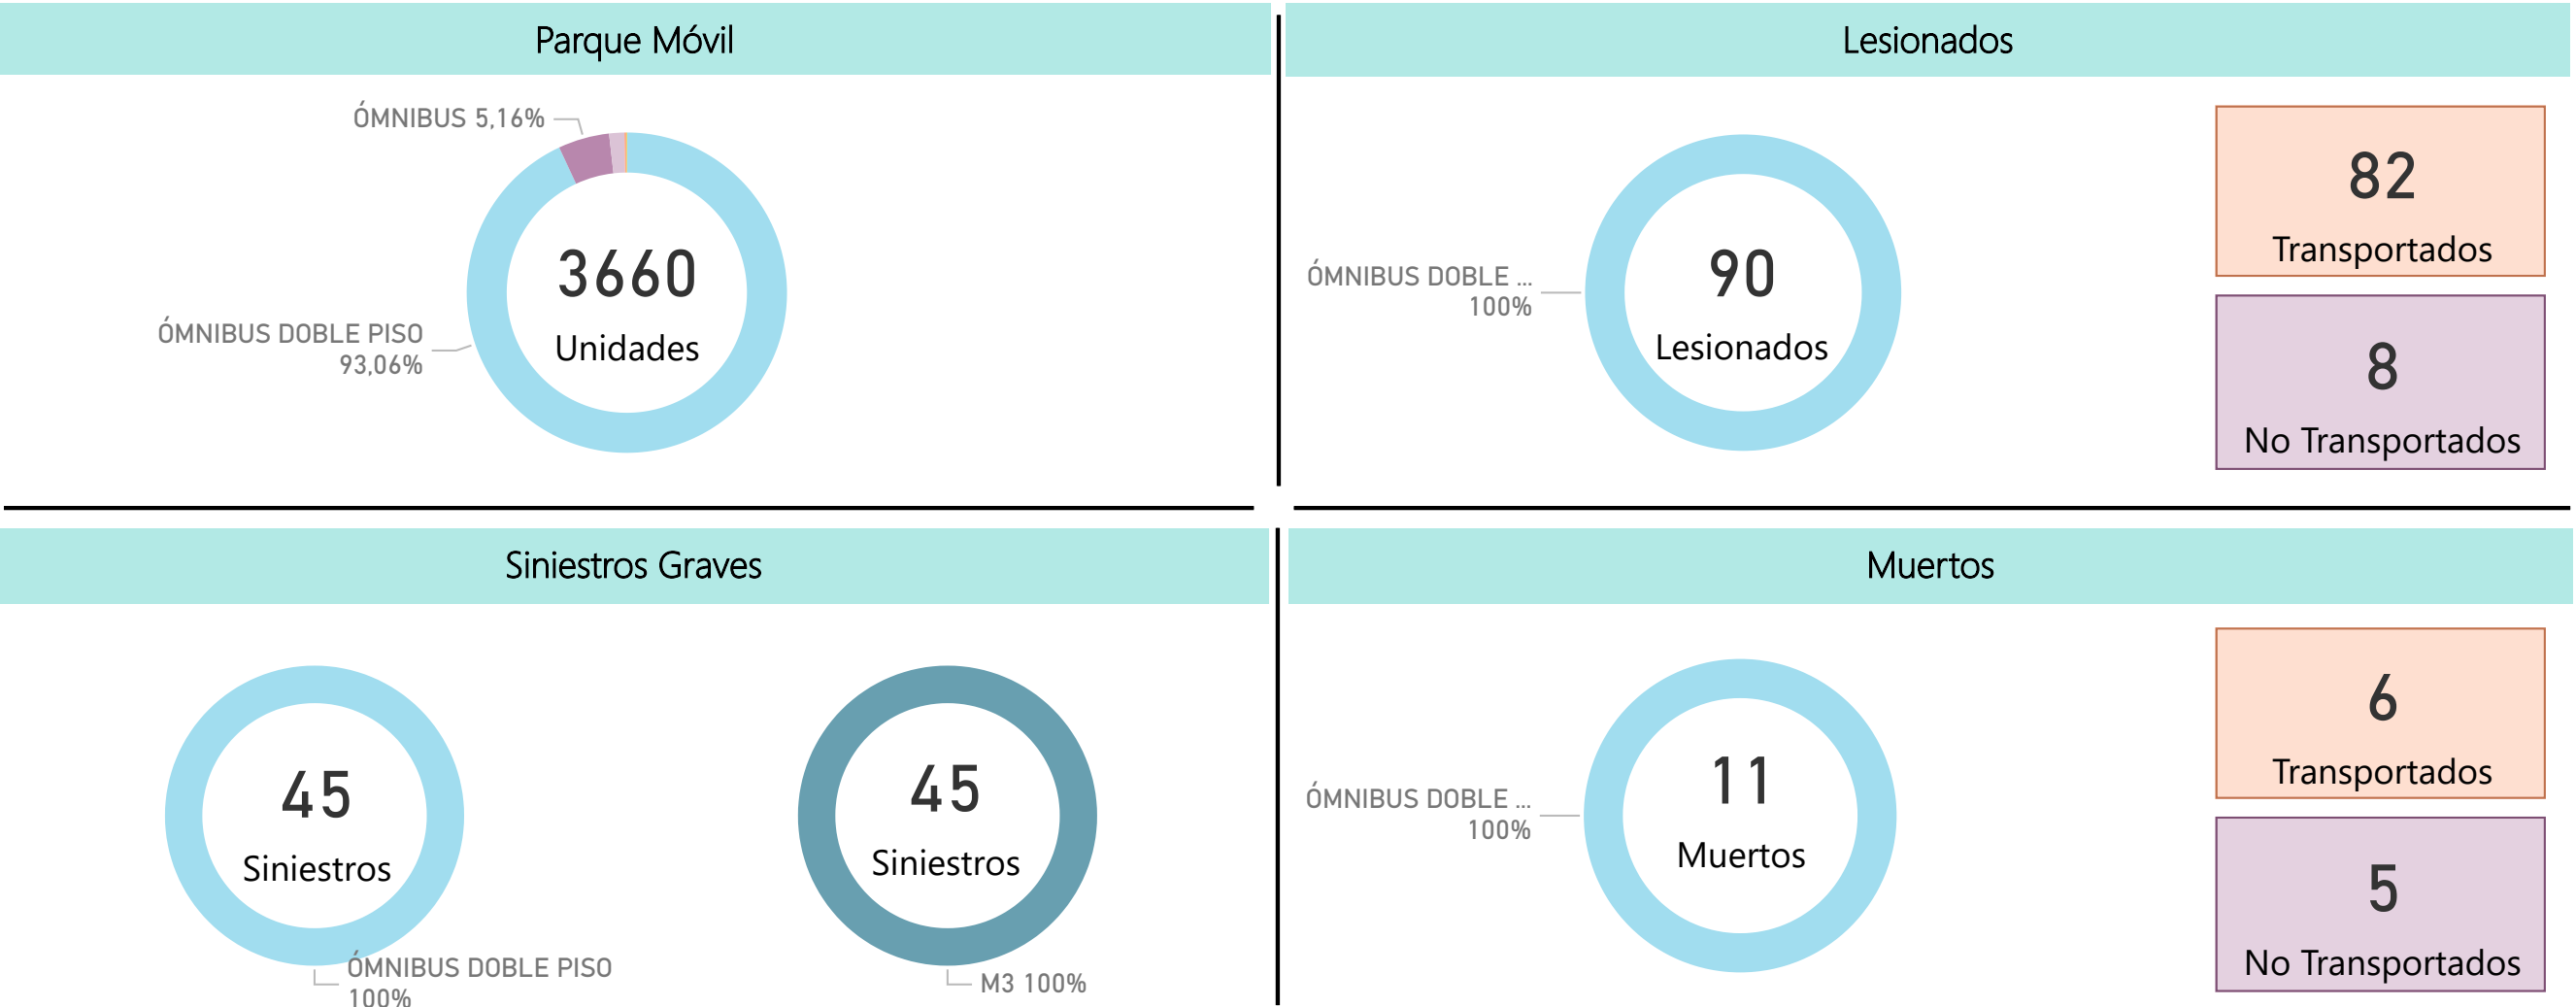 Parque Móvil
ÓMNIBUS 5,16%
3660
Unidades
ÓMNIBUS DOBLE PISO
93,06%
Lesionados
ÓMNIBUS DOBLE ...
100%
90
Lesionados
82
Transportados
8
No Transportados
Siniestros Graves
45
Siniestros
ÓMNIBUS DOBLE PISO
100%
45
Siniestros
M3 100%
Muertos
ÓMNIBUS DOBLE ...
100%
11
Muertos
6
Transportados
5
No Transportados